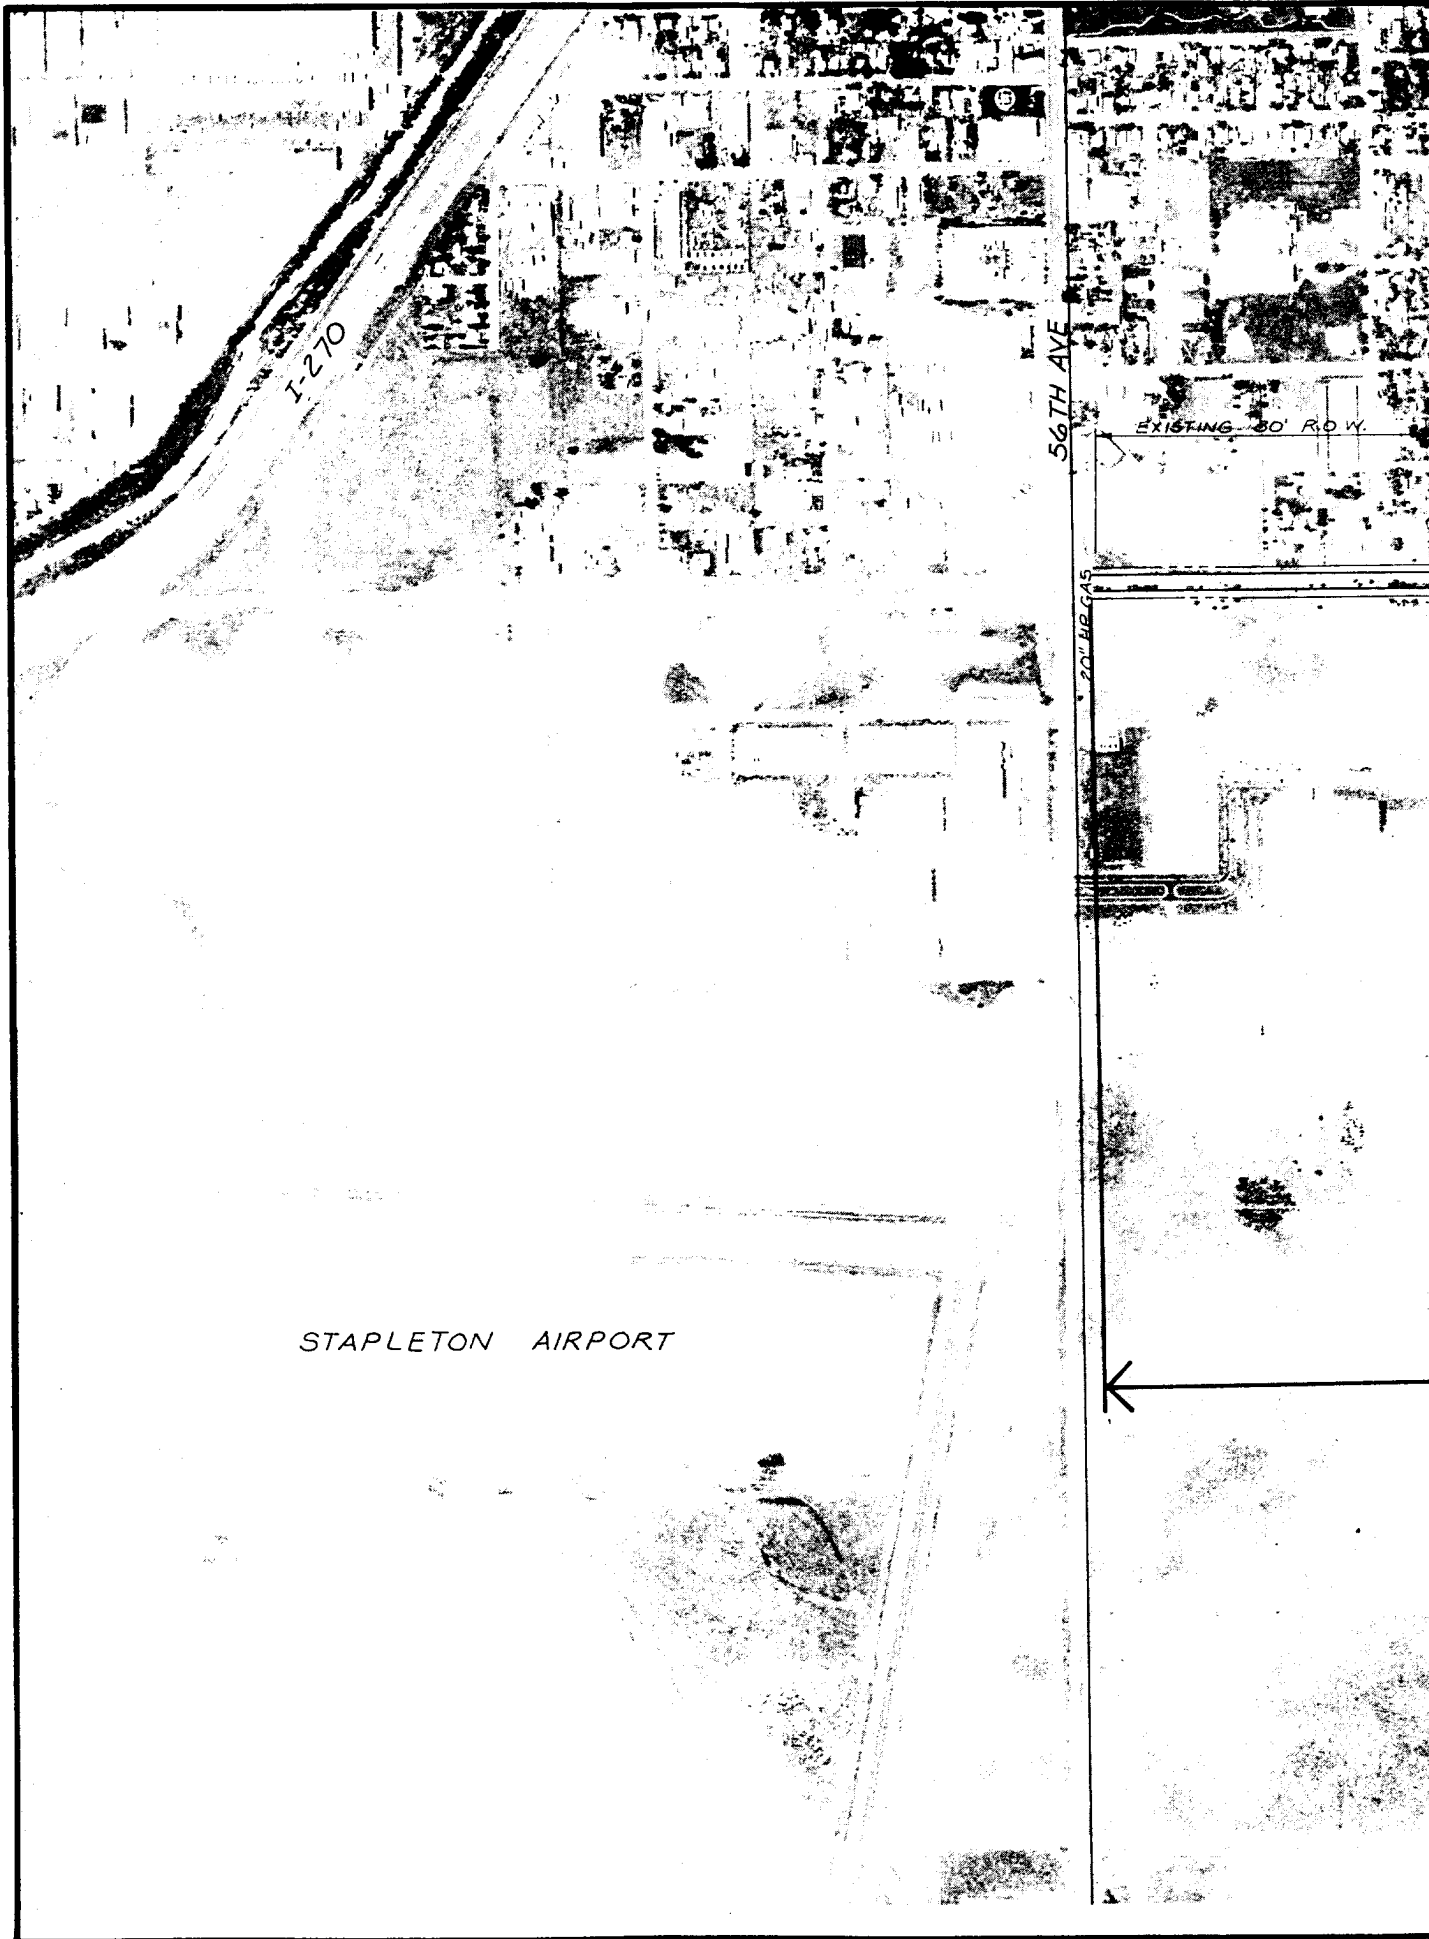 I-270
56TH AVE
EXISTING 80' R.O.W.
20" HP GAS
STAPLETON AIRPORT